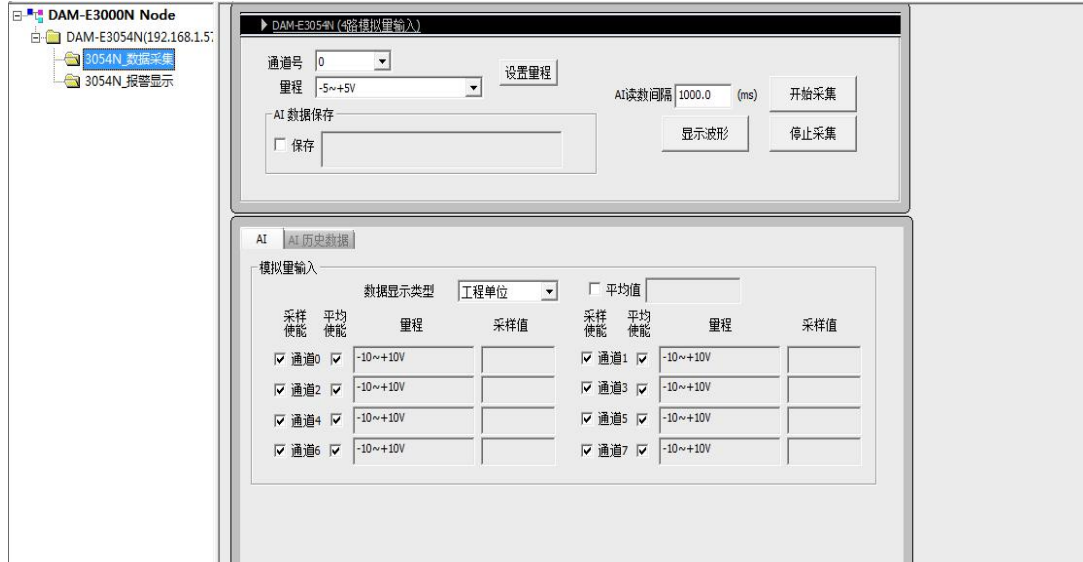 DAM-E3000N Node
DAM-E3054N(192.168.1.57
3054N_数据采集
3054N_报警显示
DAM-E3054N (4路模拟量输入)
通道号 0
设置量程
量程 -5~+5V
AI读数间隔 1000.0 (ms) 开始采集
AI 数据保存
保存
显示波形 停止采集
AI AI 历史数据
模拟量输入
数据显示类型 工程单位 平均值
采样使能 平均使能 量程 采样值 采样使能 平均使能 量程 采样值
通道0 -10~+10V 通道1 -10~+10V
通道2 -10~+10V 通道3 -10~+10V
通道4 -10~+10V 通道5 -10~+10V
通道6 -10~+10V 通道7 -10~+10V